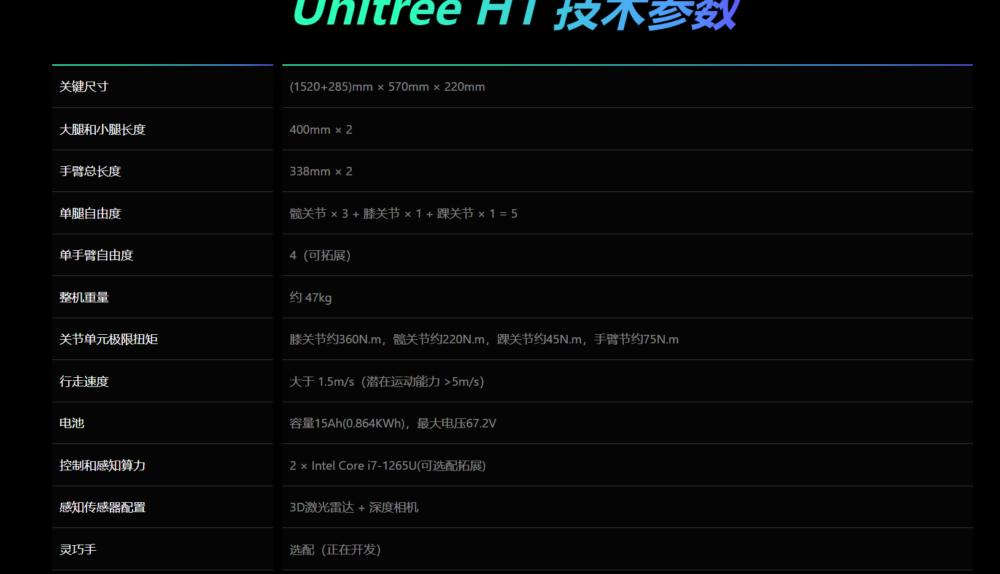 Unitree H1 技术参数
关键尺寸
(1520+285)mm × 570mm × 220mm
大腿和小腿长度
400mm × 2
手臂总长度
338mm × 2
单腿自由度
髋关节 × 3 + 膝关节 × 1 + 踝关节 × 1 = 5
单手臂自由度
4（可拓展）
整机重量
约 47kg
关节单元极限扭矩
膝关节约360N.m，髋关节约220N.m，踝关节约45N.m，手臂节约75N.m
行走速度
大于 1.5m/s（潜在运动能力 >5m/s）
电池
容量15Ah(0.864KWh)，最大电压67.2V
控制和感知算力
2 × Intel Core i7-1265U(可选配拓展)
感知传感器配置
3D激光雷达 + 深度相机
灵巧手
选配（正在开发）